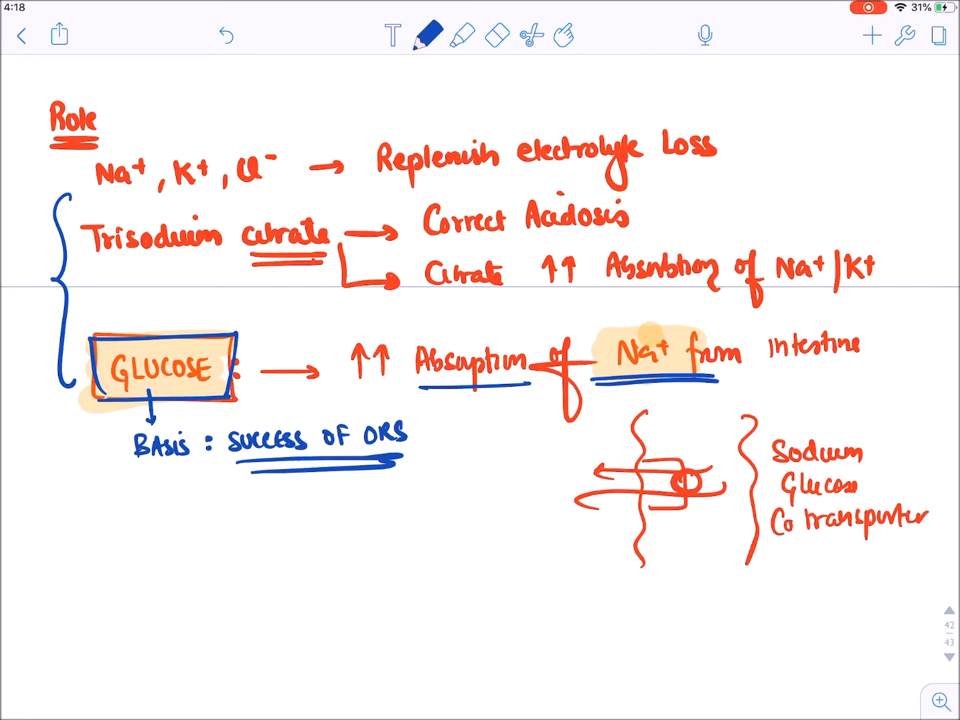 4:18
31%
T
Role
Na+, K+, Cl- → Replenish electrolyte Loss
Trisodium citrate → Correct Acidosis
→ Citrate ↑↑ Absorption of Na+/K+
GLUCOSE: → ↑↑ Absorption of Na+ from intestine
BASIS : SUCCESS OF ORS
Sodium
Glucose
Co transporter
42
43